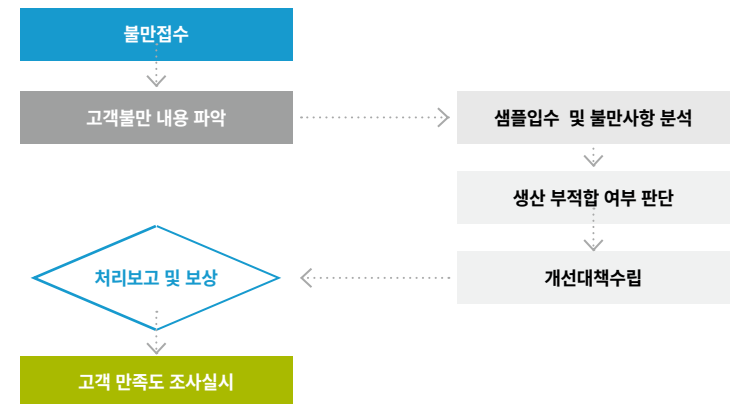 불만접수
고객불만 내용 파악
샘플입수 및 불만사항 분석
생산 부적합 여부 판단
개선대책수립
처리보고 및 보상
고객 만족도 조사실시